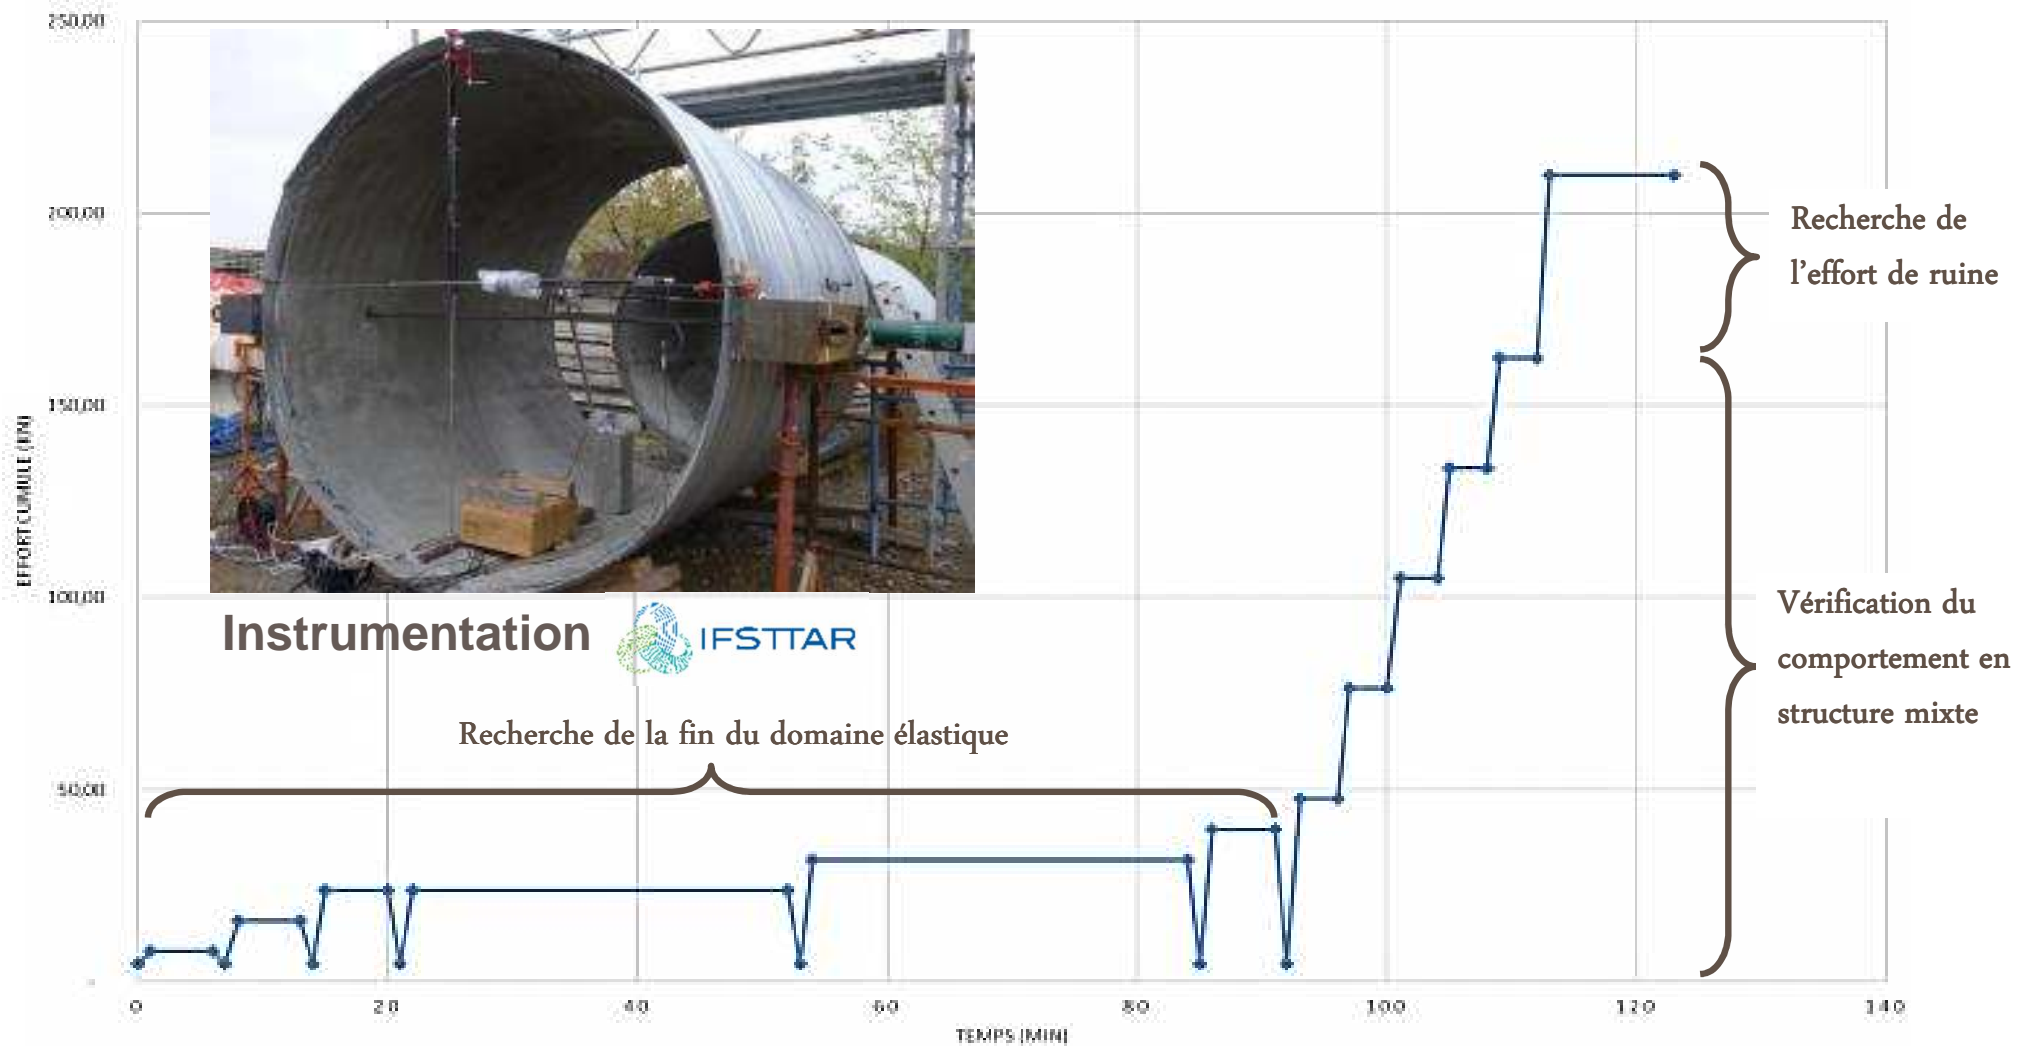 250,00
200,00
150,00
100,00
50,00
-
EFFORT CUMULE (KN)
Instrumentation
IFSTTAR
Recherche de la fin du domaine élastique
Recherche de
l'effort de ruine
Vérification du
comportement en
structure mixte
0 20 40 60 80 100 120 140
TEMPS (MIN)